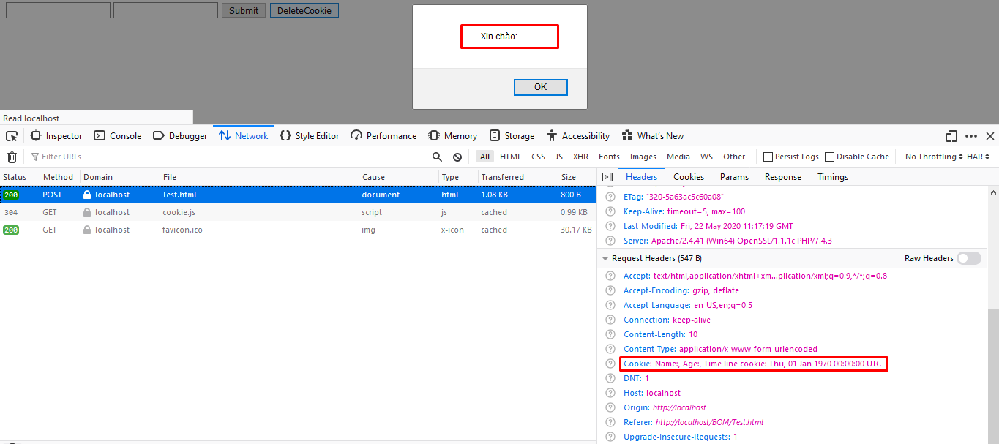 Submit DeleteCookie
Xin chào:
OK
Read localhost
Inspector Console Debugger Network Style Editor Performance Memory Storage Accessibility What's New
Filter URLs All HTML CSS JS XHR Fonts Images Media WS Other Persist Logs Disable Cache No Throttling HAR
Status Method Domain File Cause Type Transferred Size
200 POST localhost Test.html document html 1.08 KB 800 B
304 GET localhost cookie.js script js cached 0.99 KB
200 GET localhost favicon.ico img x-icon cached 30.17 KB
Headers Cookies Params Response Timings
ETag: "320-5a63ac5c60a08"
Keep-Alive: timeout=5, max=100
Last-Modified: Fri, 22 May 2020 11:17:19 GMT
Server: Apache/2.4.41 (Win64) OpenSSL/1.1.1c PHP/7.4.3
Request Headers (547 B) Raw Headers
Accept: text/html,application/xhtml+xm…plication/xml;q=0.9,*/*;q=0.8
Accept-Encoding: gzip, deflate
Accept-Language: en-US,en;q=0.5
Connection: keep-alive
Content-Length: 10
Content-Type: application/x-www-form-urlencoded
Cookie: Name:, Age:, Time line cookie: Thu, 01 Jan 1970 00:00:00 UTC
DNT: 1
Host: localhost
Origin: http://localhost
Referer: http://localhost/BOM/Test.html
Upgrade-Insecure-Requests: 1